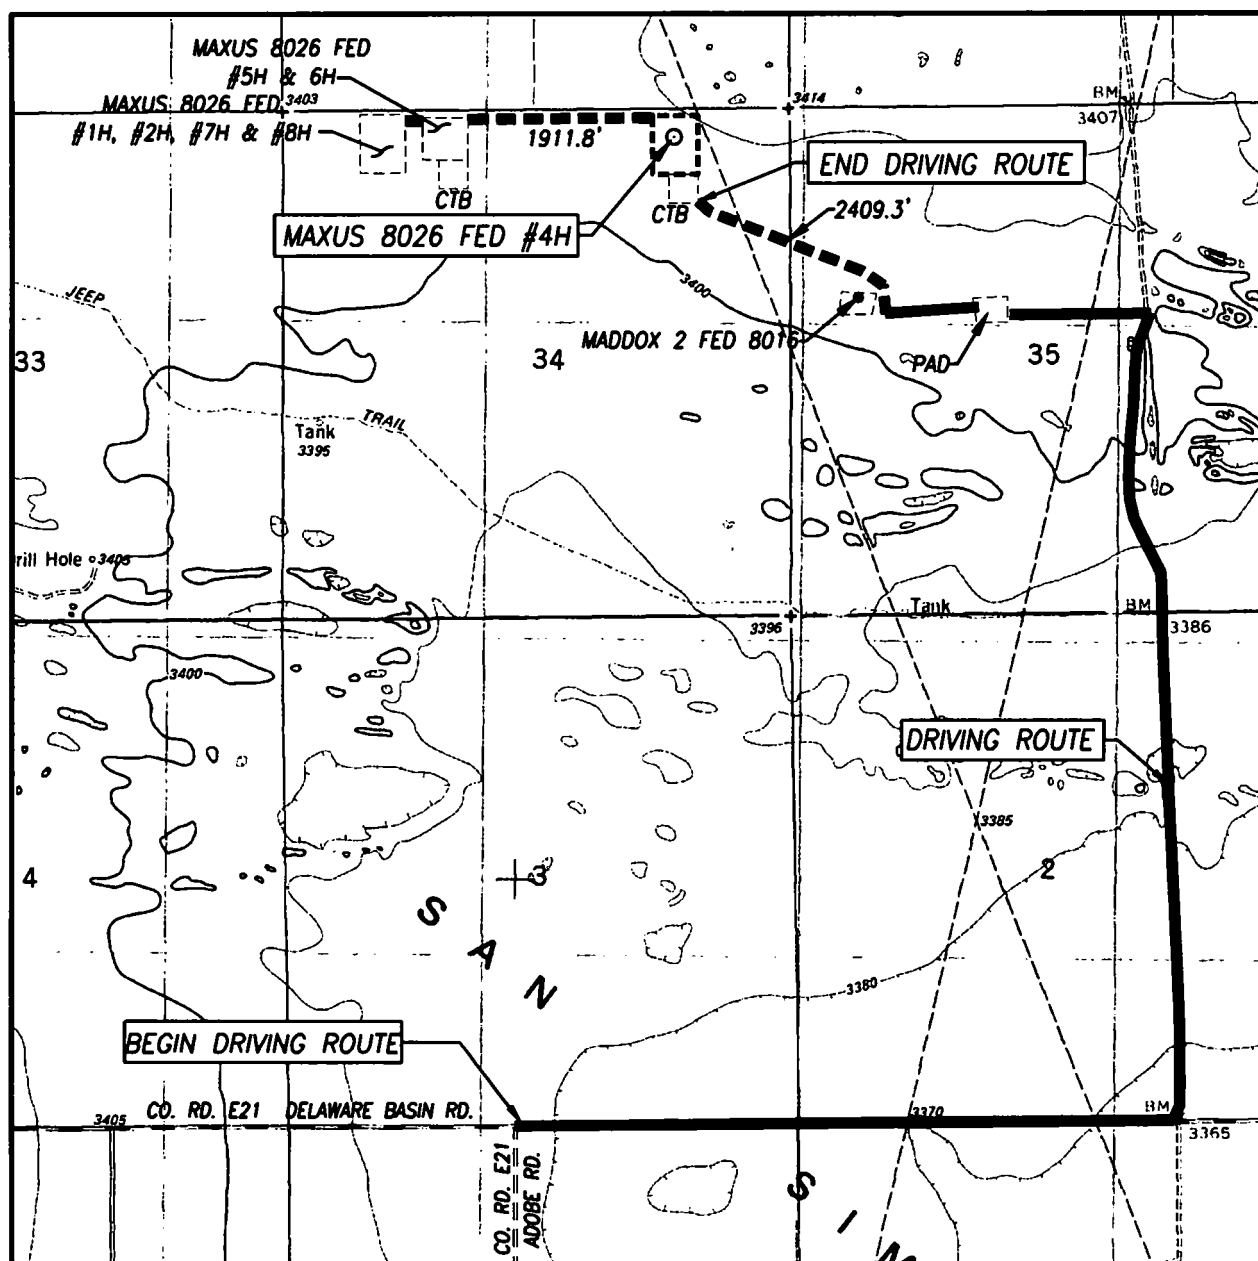 MAXUS 8026 FED
#5H & 6H
MAXUS 8026 FED
3403
#1H, #2H, #7H & #8H
1911.8'
3414
BM
3407
END DRIVING ROUTE
CTB
CTB
2409.3'
MAXUS 8026 FED #4H
3400
JEEP
MADDOX 2 FED 8016
PAD
33
34
35
TRAIL
Tank
3395
rill Hole
3405
Tank
BM
3396
3386
3400
DRIVING ROUTE
3385
4
3
2
SAN
3380
BEGIN DRIVING ROUTE
3405
CO. RD. E21 DELAWARE BASIN RD.
3370
BM
3365
CO. RD. E21
ADOBE RD.
SIM